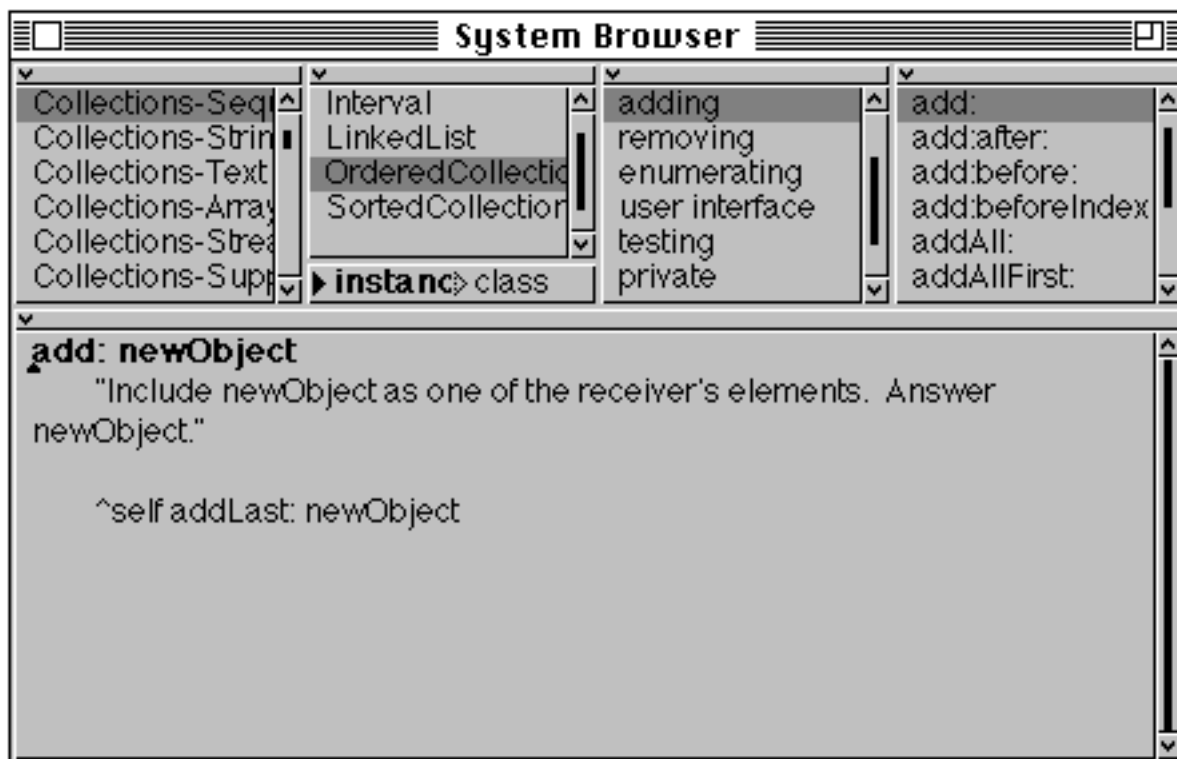 System Browser
Collections-Sequ
Collections-Strin
Collections-Text
Collections-Array
Collections-Strea
Collections-Supp
Interval
LinkedList
OrderedCollectio
SortedCollection
instanc class
adding
removing
enumerating
user interface
testing
private
add:
add:after:
add:before:
add:beforeIndex
addAll:
addAllFirst:
add: newObject
"Include newObject as one of the receiver's elements.  Answer
newObject."
^self addLast: newObject